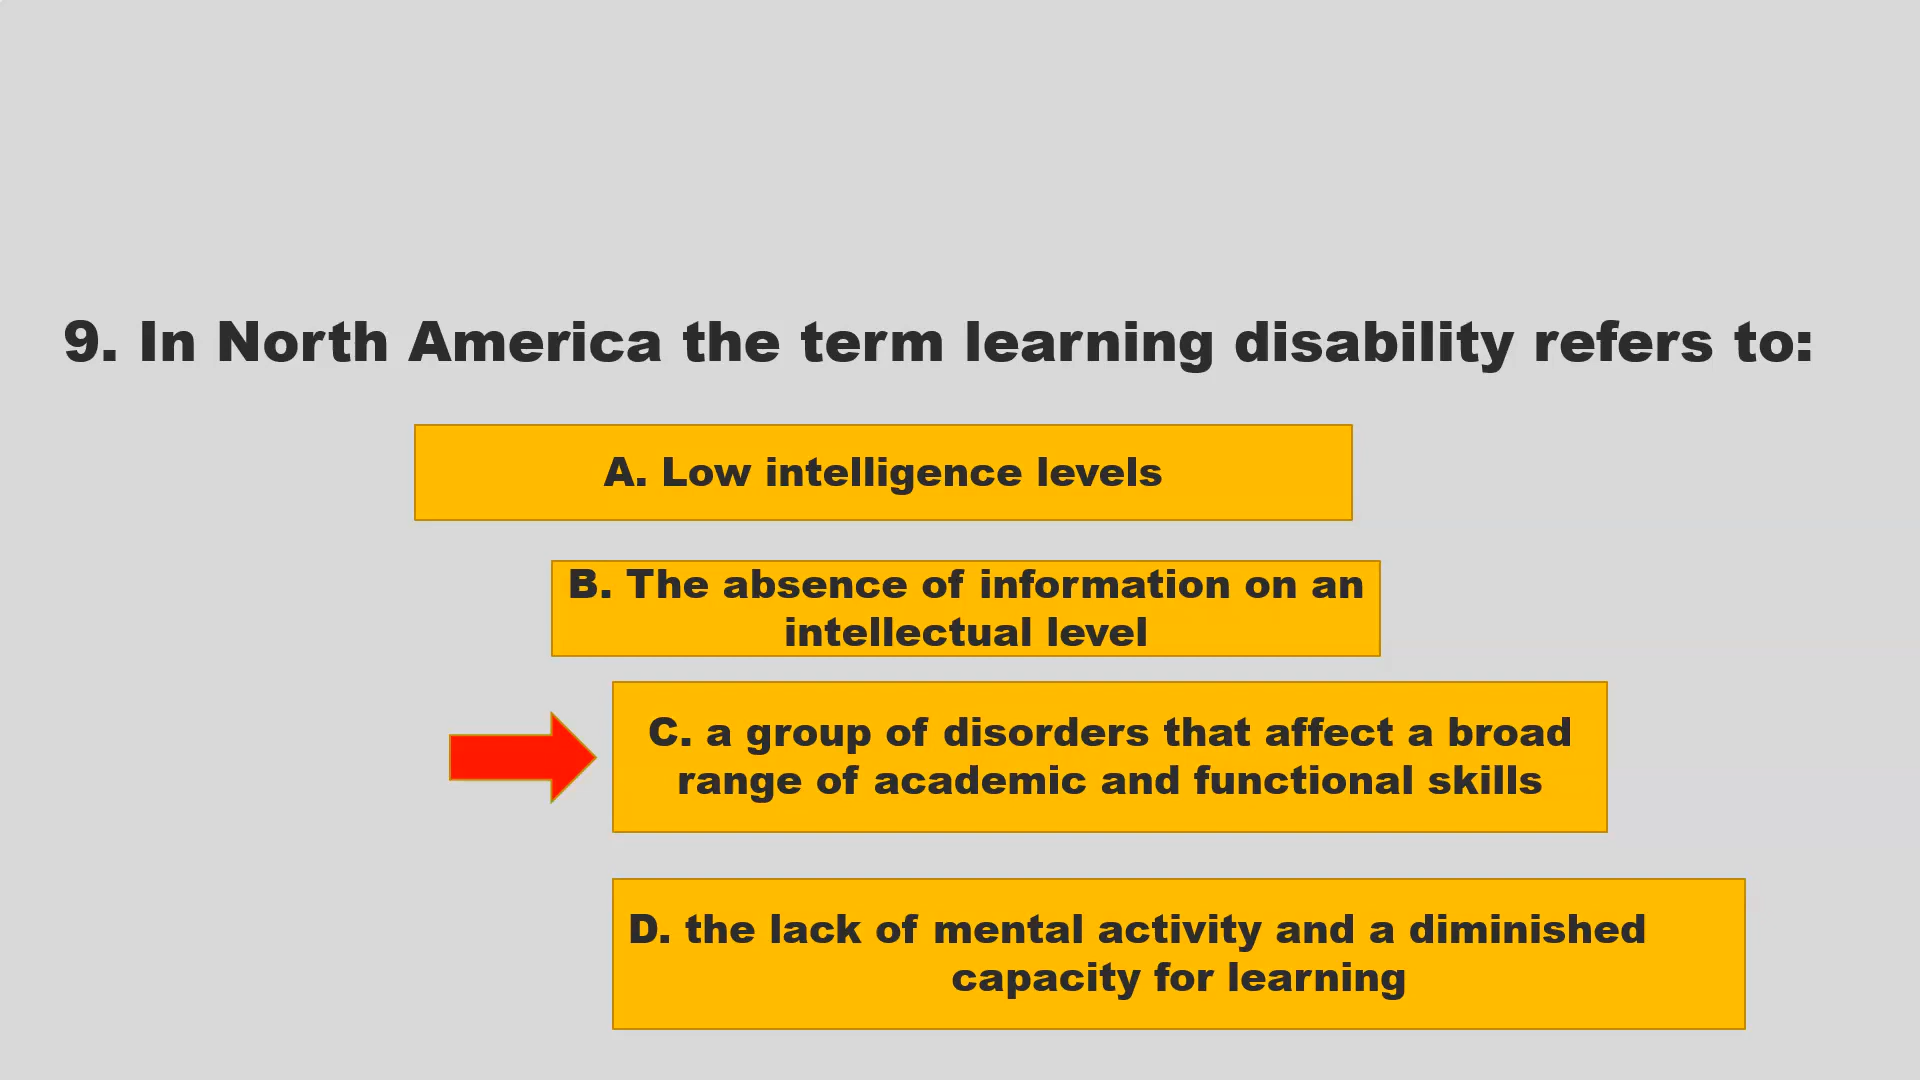 9. In North America the term learning disability refers to:
A. Low intelligence levels
B. The absence of information on an
intellectual level
C. a group of disorders that affect a broad
range of academic and functional skills
D. the lack of mental activity and a diminished
capacity for learning